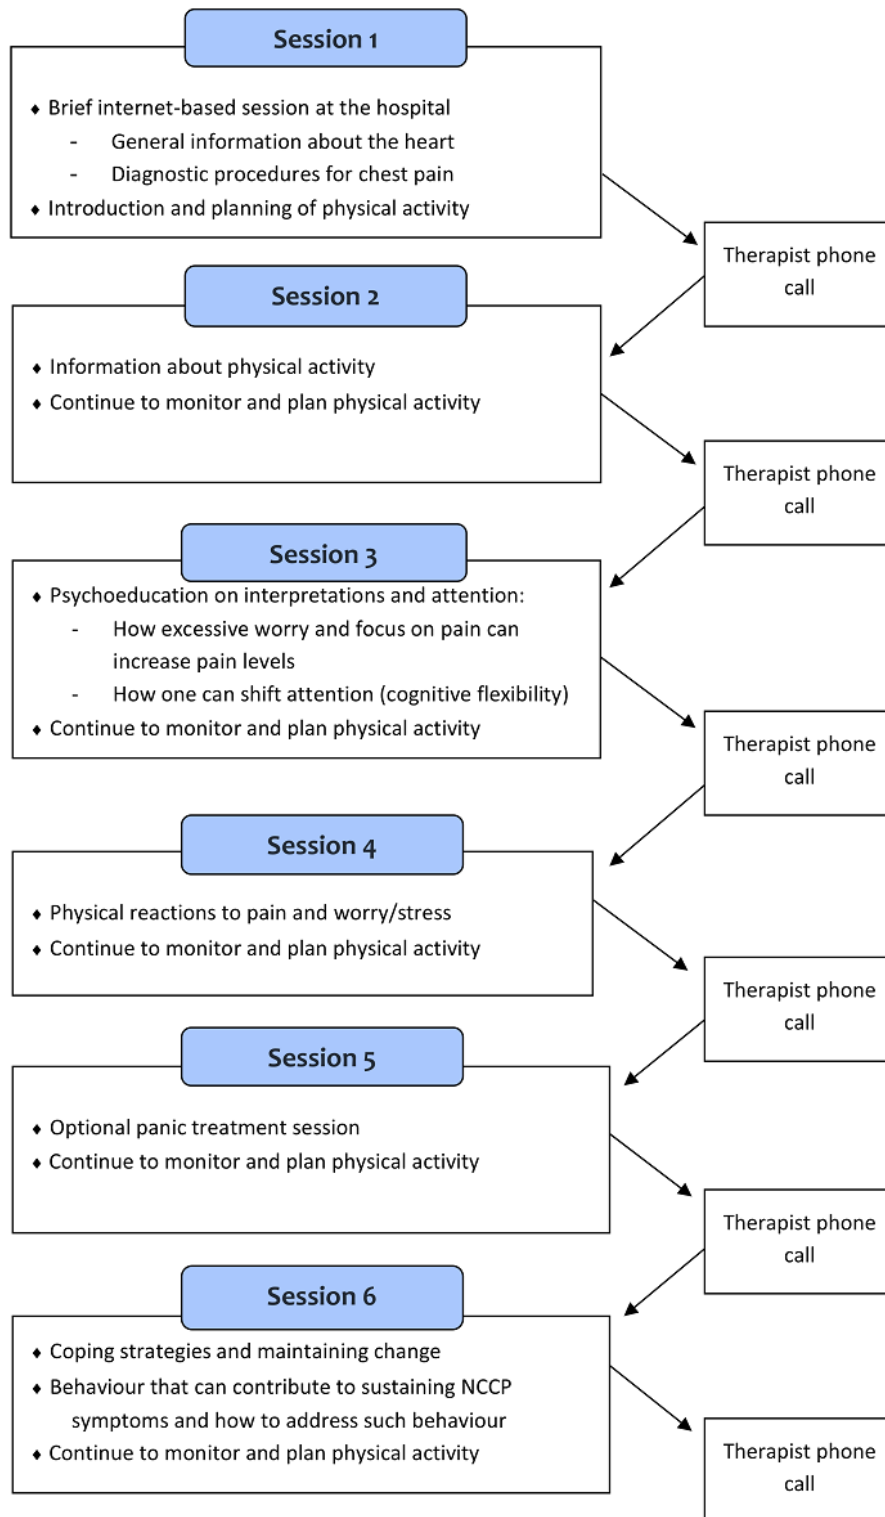 Session 1
♦ Brief internet-based session at the hospital
- General information about the heart
- Diagnostic procedures for chest pain
♦ Introduction and planning of physical activity
Therapist phone
call
Session 2
♦ Information about physical activity
♦ Continue to monitor and plan physical activity
Therapist phone
call
Session 3
♦ Psychoeducation on interpretations and attention:
- How excessive worry and focus on pain can
increase pain levels
- How one can shift attention (cognitive flexibility)
♦ Continue to monitor and plan physical activity
Therapist phone
call
Session 4
♦ Physical reactions to pain and worry/stress
♦ Continue to monitor and plan physical activity
Therapist phone
call
Session 5
♦ Optional panic treatment session
♦ Continue to monitor and plan physical activity
Therapist phone
call
Session 6
♦ Coping strategies and maintaining change
♦ Behaviour that can contribute to sustaining NCCP
symptoms and how to address such behaviour
♦ Continue to monitor and plan physical activity
Therapist phone
call